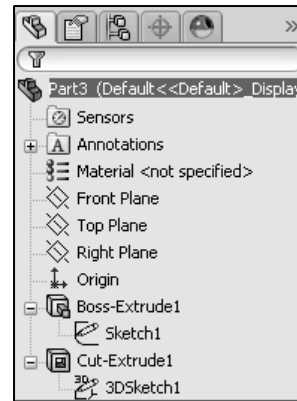 »
Part3 (Default<<Default>_Display
Sensors
A Annotations
Material <not specified>
Front Plane
Top Plane
Right Plane
Origin
Boss-Extrude1
Sketch1
Cut-Extrude1
3D 3DSketch1